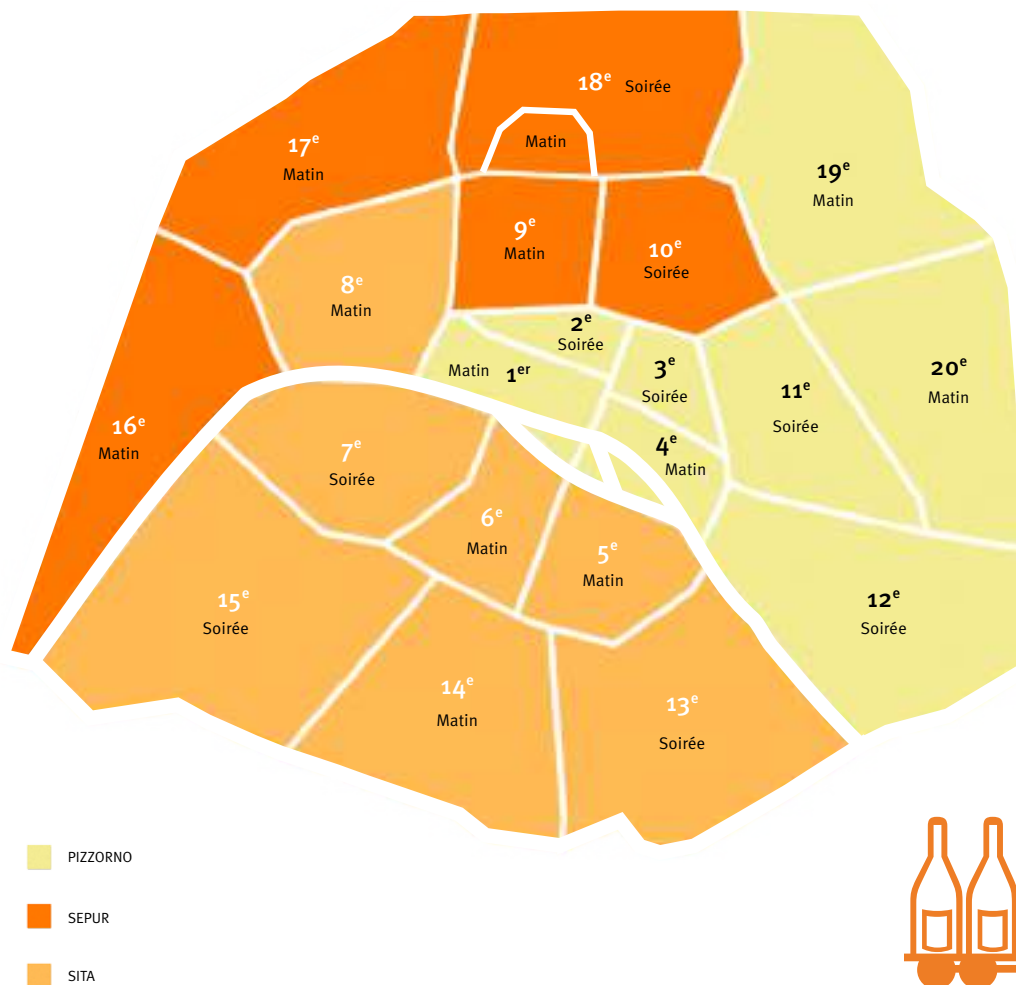 18ᵉ Soirée
Matin
17ᵉ
Matin
19ᵉ
Matin
9ᵉ
Matin
10ᵉ
Soirée
8ᵉ
Matin
2ᵉ
Soirée
Matin 1ᵉʳ
3ᵉ
Soirée
20ᵉ
Matin
11ᵉ
Soirée
16ᵉ
Matin
7ᵉ
Soirée
4ᵉ
Matin
6ᵉ
Matin
5ᵉ
Matin
15ᵉ
Soirée
12ᵉ
Soirée
14ᵉ
Matin
13ᵉ
Soirée
PIZZORNO
SEPUR
SITA